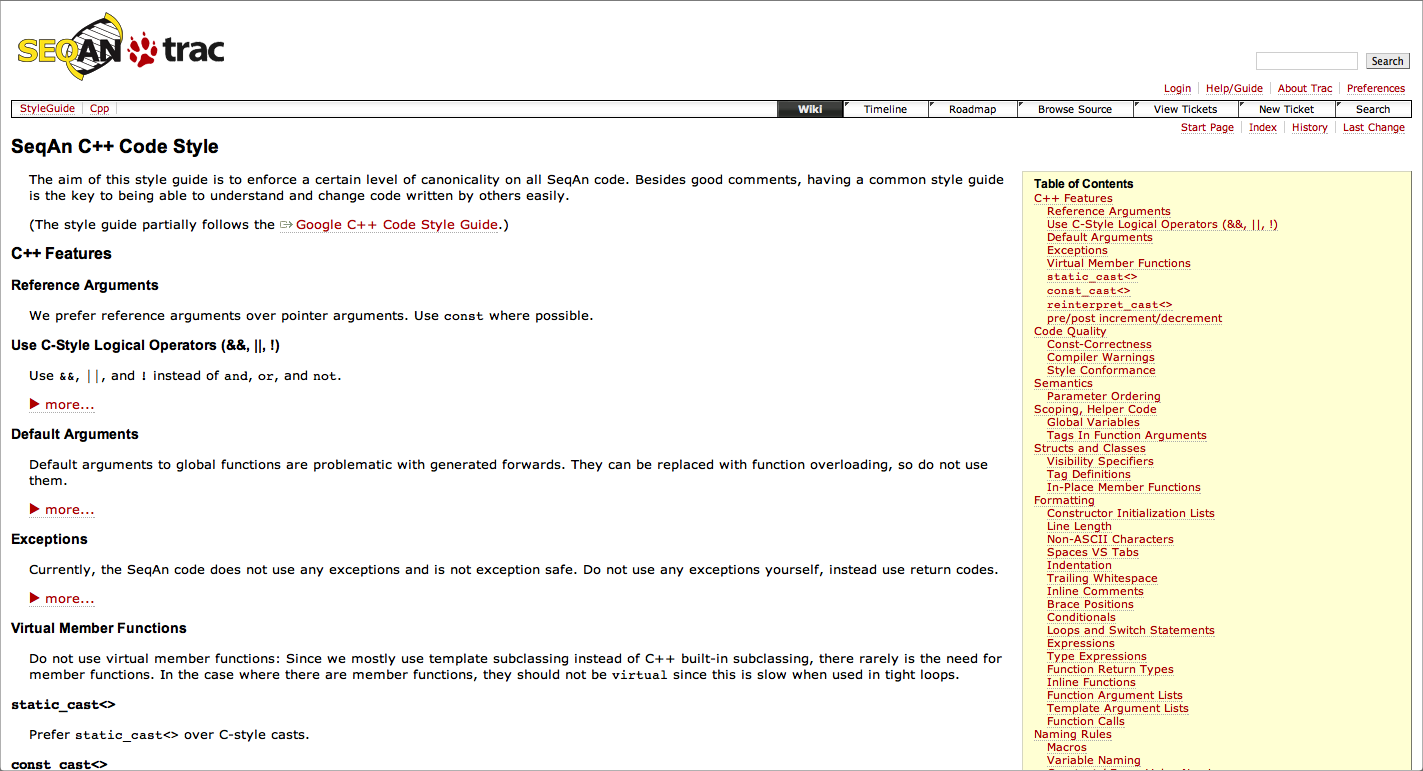 SEQAN trac
Search
Login Help/Guide About Trac Preferences
StyleGuide Cpp Wiki Timeline Roadmap Browse Source View Tickets New Ticket Search
Start Page Index History Last Change
SeqAn C++ Code Style
The aim of this style guide is to enforce a certain level of canonicality on all SeqAn code. Besides good comments, having a common style guide
is the key to being able to understand and change code written by others easily.
(The style guide partially follows the Google C++ Code Style Guide.)
C++ Features
Reference Arguments
We prefer reference arguments over pointer arguments. Use const where possible.
Use C-Style Logical Operators (&&, ||, !)
Use &&, ||, and ! instead of and, or, and not.
more...
Default Arguments
Default arguments to global functions are problematic with generated forwards. They can be replaced with function overloading, so do not use
them.
more...
Exceptions
Currently, the SeqAn code does not use any exceptions and is not exception safe. Do not use any exceptions yourself, instead use return codes.
more...
Virtual Member Functions
Do not use virtual member functions: Since we mostly use template subclassing instead of C++ built-in subclassing, there rarely is the need for
member functions. In the case where there are member functions, they should not be virtual since this is slow when used in tight loops.
static_cast<>
Prefer static_cast<> over C-style casts.
const_cast<>
Table of Contents
C++ Features
Reference Arguments
Use C-Style Logical Operators (&&, ||, !)
Default Arguments
Exceptions
Virtual Member Functions
static_cast<>
const_cast<>
reinterpret_cast<>
pre/post increment/decrement
Code Quality
Const-Correctness
Compiler Warnings
Style Conformance
Semantics
Parameter Ordering
Scoping, Helper Code
Global Variables
Tags In Function Arguments
Structs and Classes
Visibility Specifiers
Tag Definitions
In-Place Member Functions
Formatting
Constructor Initialization Lists
Line Length
Non-ASCII Characters
Spaces VS Tabs
Indentation
Trailing Whitespace
Inline Comments
Brace Positions
Conditionals
Loops and Switch Statements
Expressions
Type Expressions
Function Return Types
Inline Functions
Function Argument Lists
Template Argument Lists
Function Calls
Naming Rules
Macros
Variable Naming